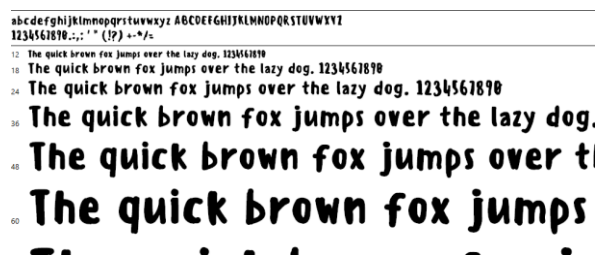 abcdefghijklmnopqrstuvwxyz ABCDEFGHIJKLMNOPQRSTUVWXYZ
1234567890.:,; ' " (!?) +-*/=
12 The quick brown fox jumps over the lazy dog. 1234567890
18 The quick brown fox jumps over the lazy dog. 1234567890
24 The quick brown fox jumps over the lazy dog. 1234567890
36 The quick brown fox jumps over the lazy dog.
48 The quick brown fox jumps over t
60 The quick brown fox jumps